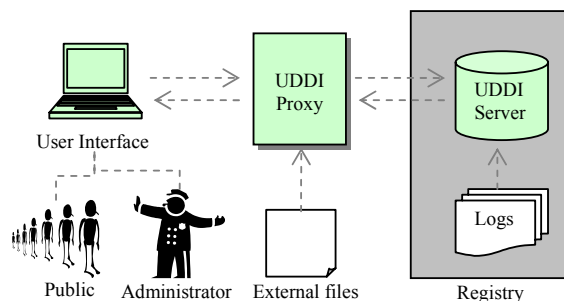 UDDI
Proxy
UDDI
Server
User Interface
Logs
Public
Administrator
External files
Registry